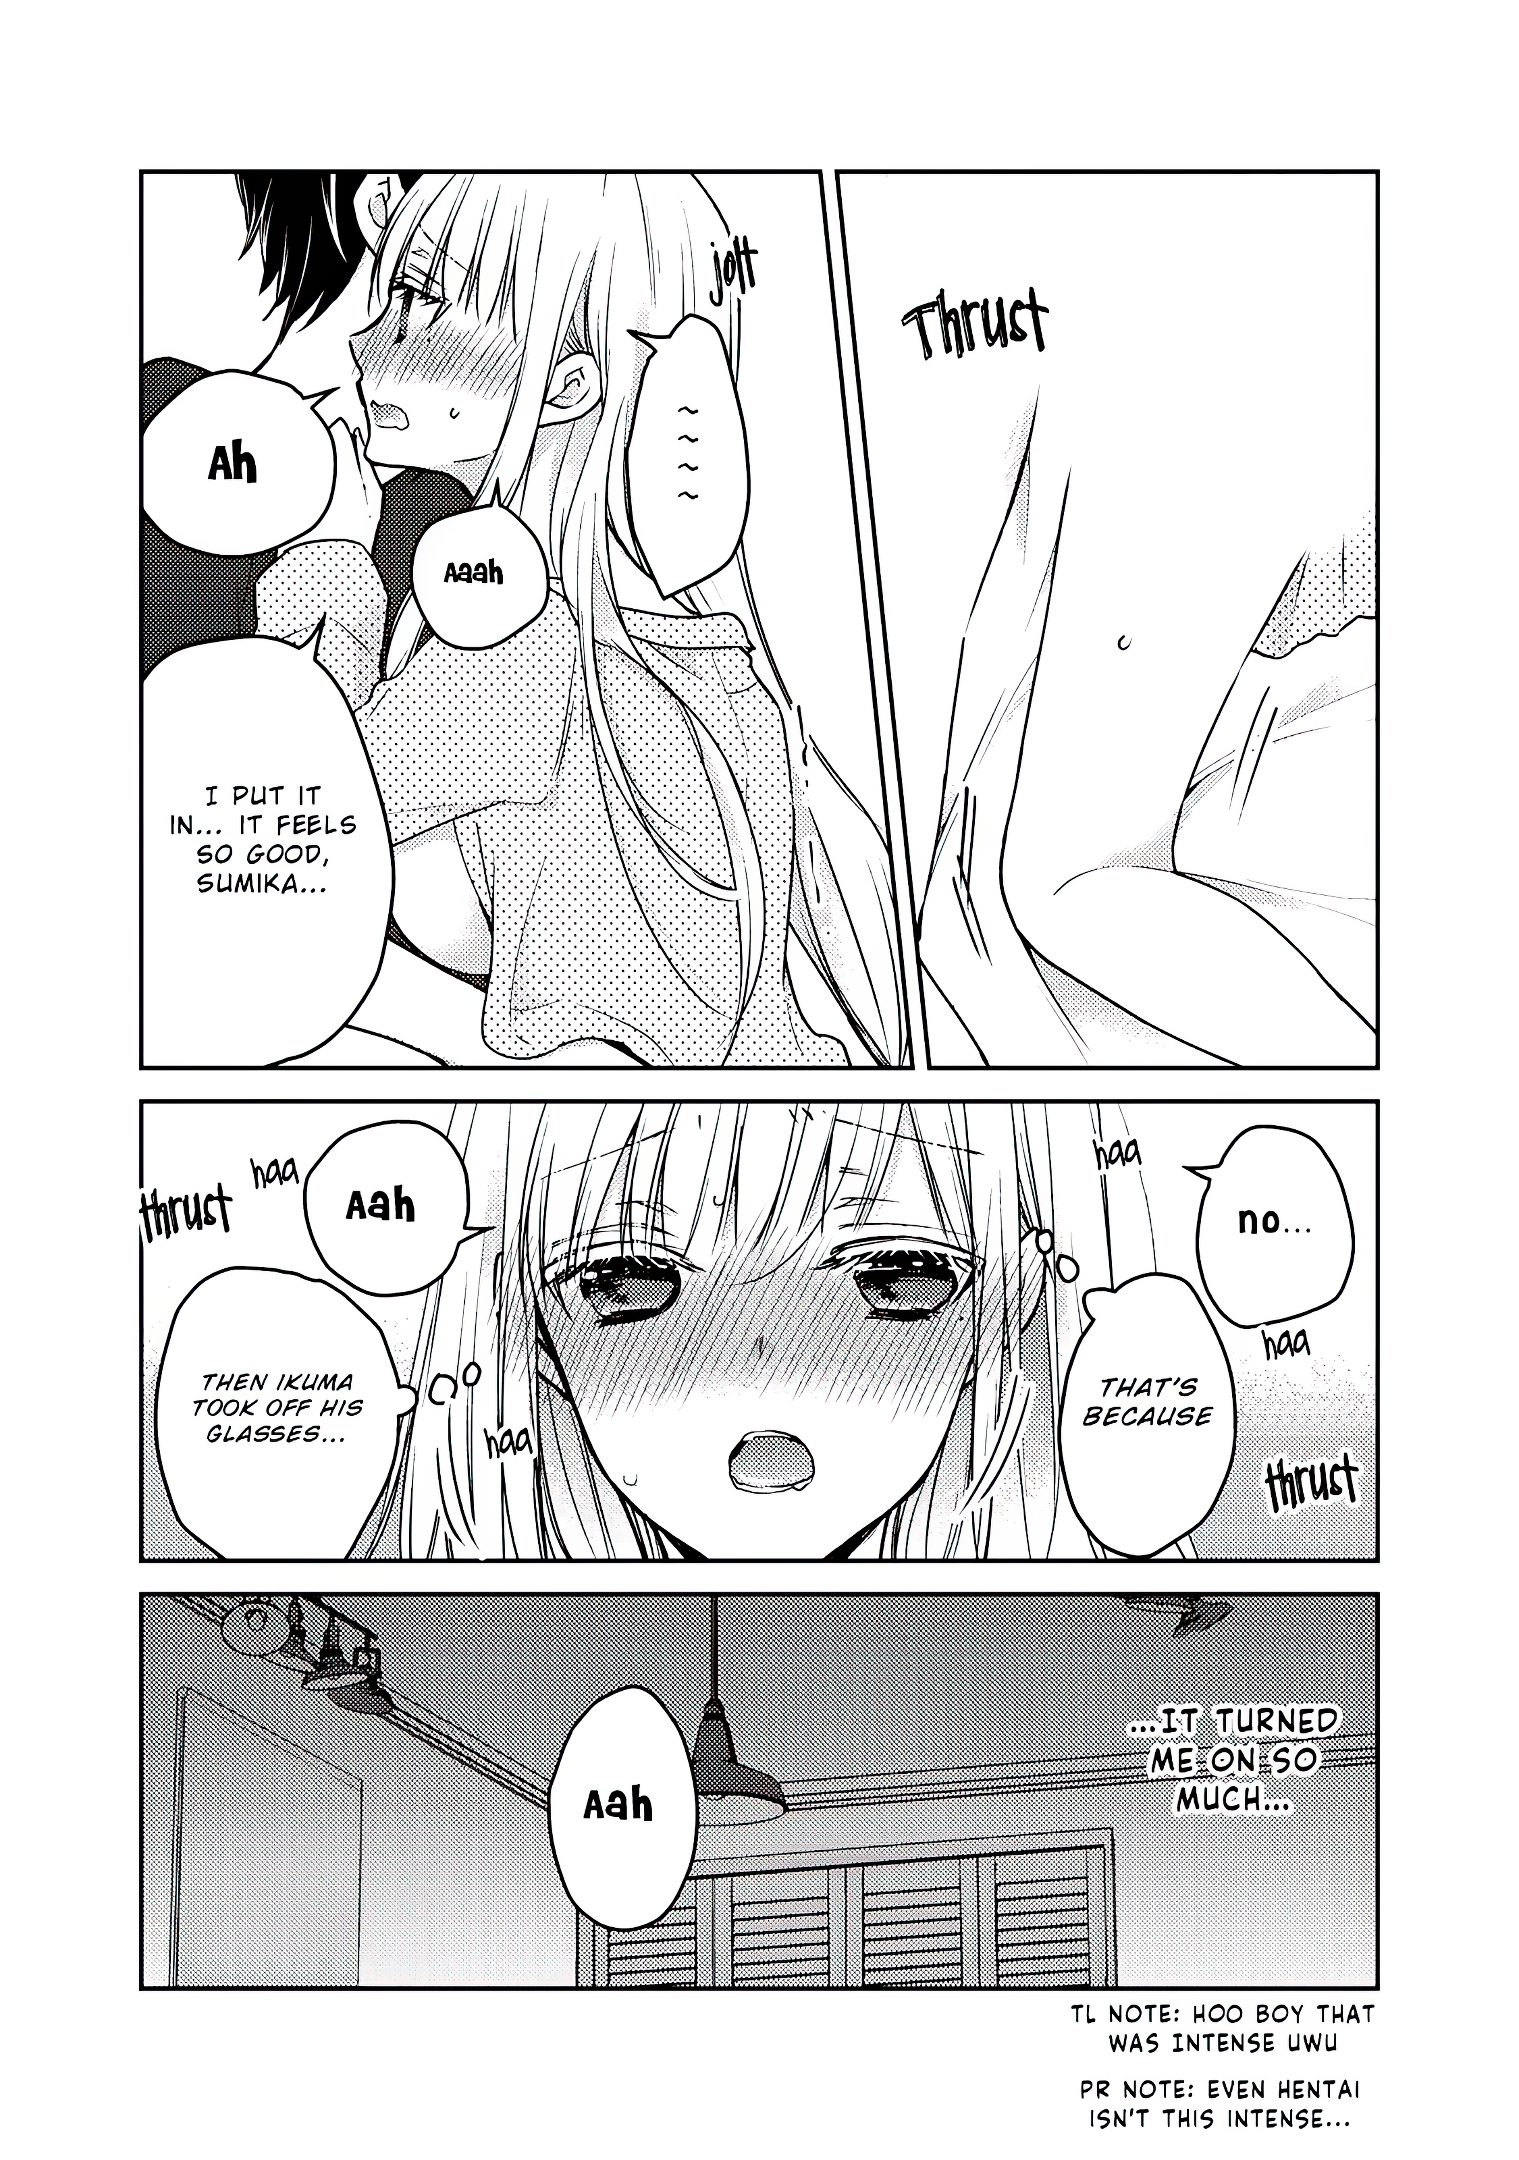 Thrust
jolt
~
~
~
~
Aaah
Ah
I PUT IT
IN... IT FEELS
SO GOOD,
SUMIKA...
no...
haa
haa
THAT'S
BECAUSE
thrust
Aah
haa
thrust
haa
THEN IKUMA
TOOK OFF HIS
GLASSES...
...IT TURNED
ME ON SO
MUCH...
Aah
TL NOTE: HOO BOY THAT
WAS INTENSE UWU
PR NOTE: EVEN HENTAI
ISN'T THIS INTENSE...